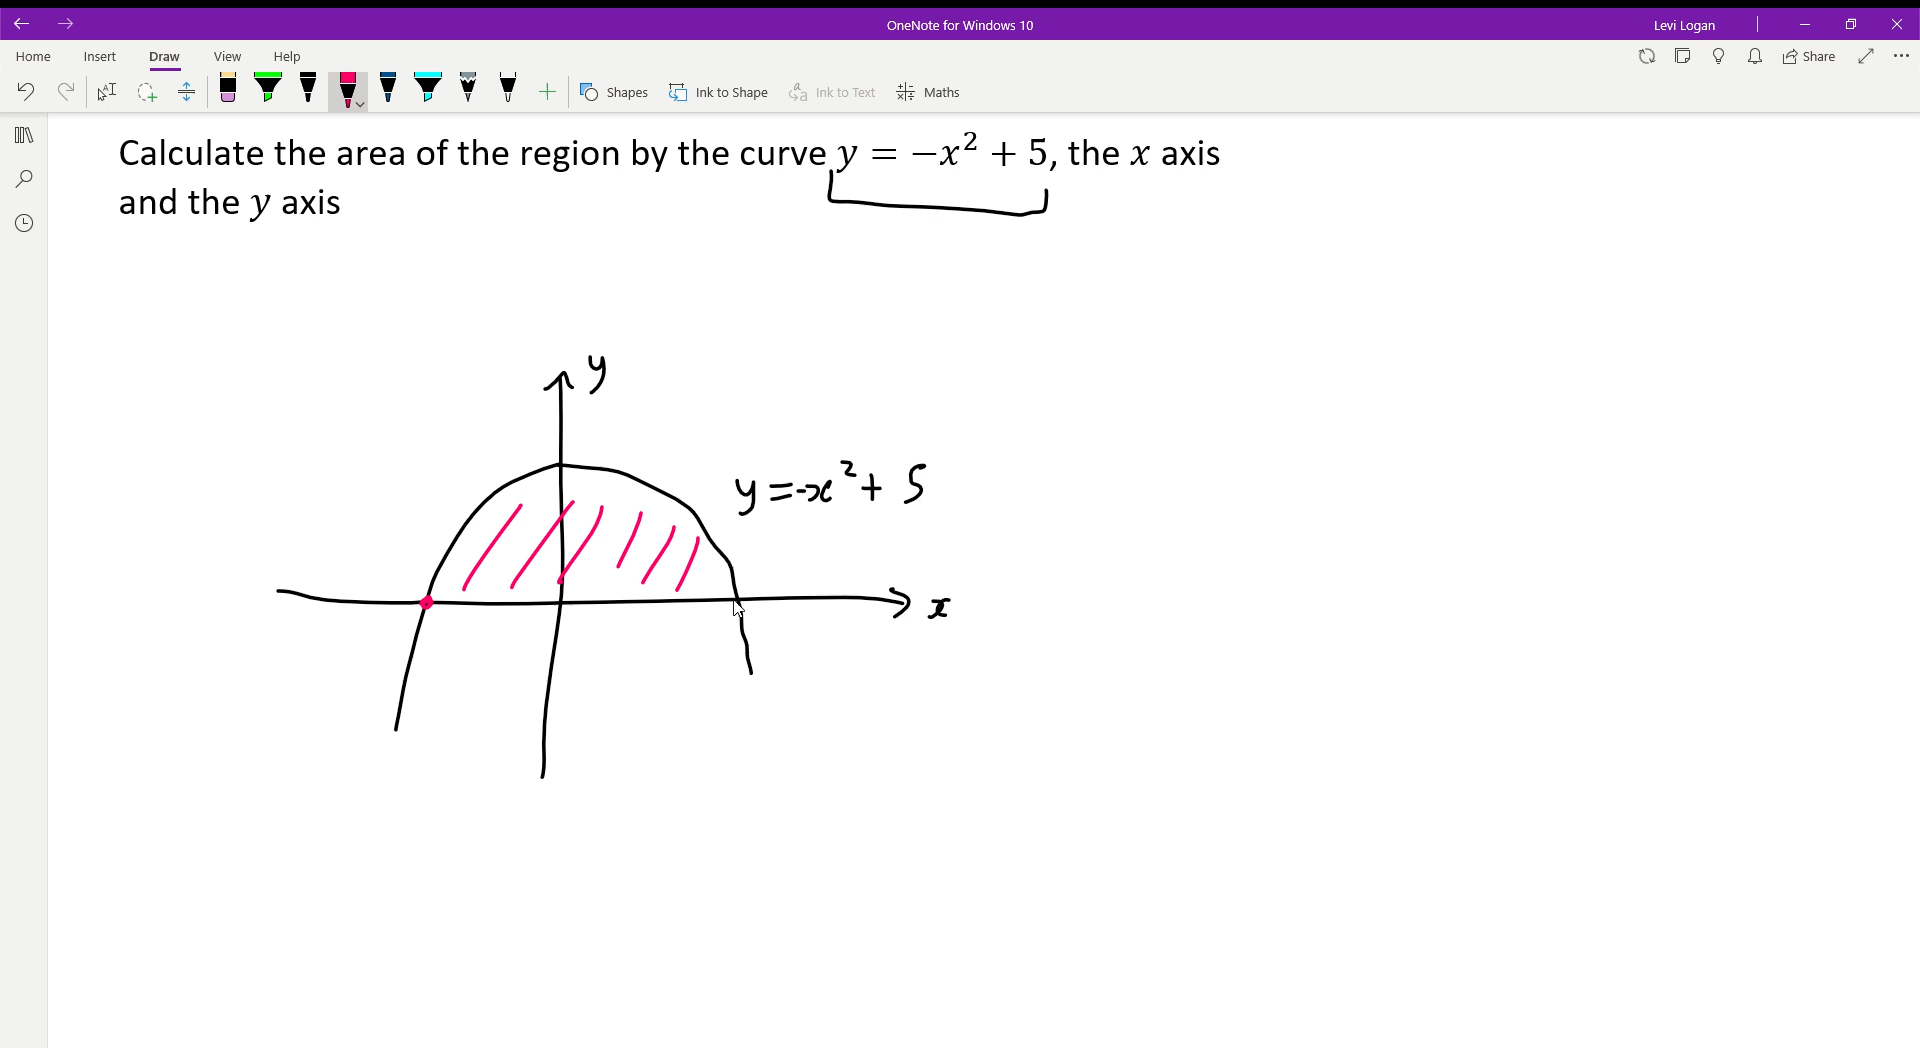 OneNote for Windows 10
Levi Logan
Home Insert Draw View Help
Share
Shapes Ink to Shape Ink to Text Maths
Calculate the area of the region by the curve y = −x² + 5, the x axis
and the y axis
y
y = -x² + 5
x